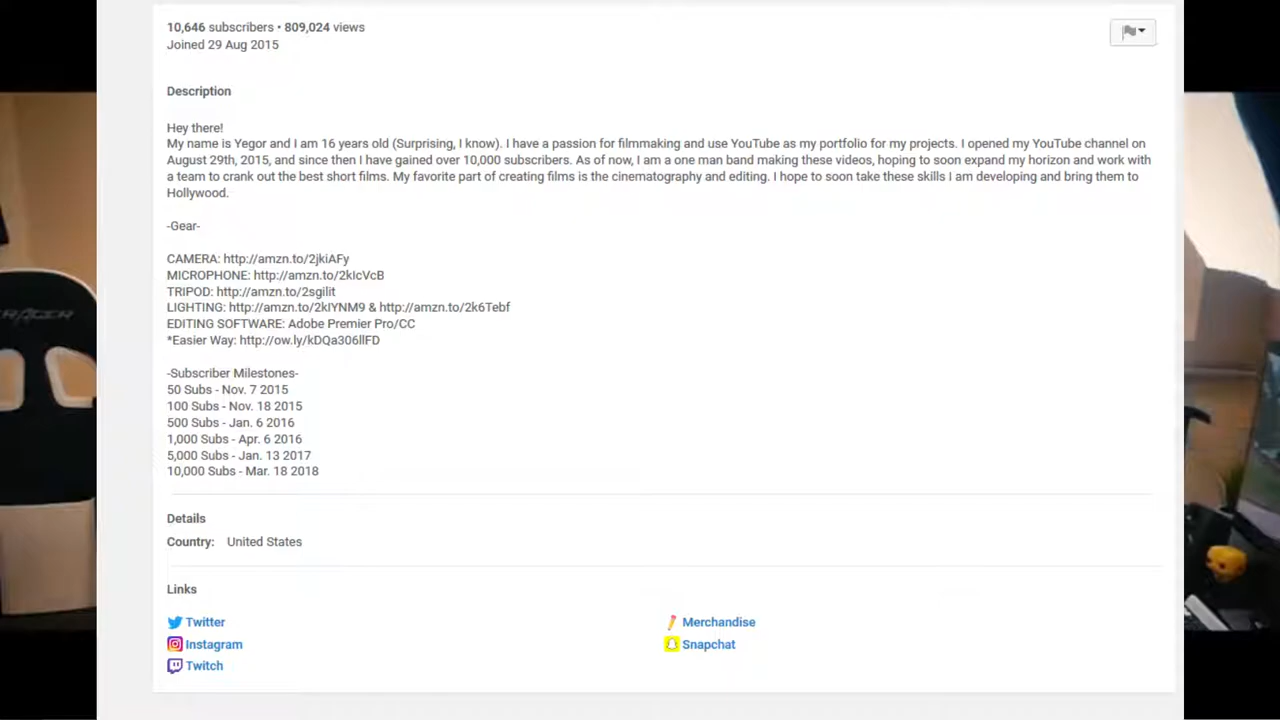 10,646 subscribers • 809,024 views
Joined 29 Aug 2015
Description
Hey there!
My name is Yegor and I am 16 years old (Surprising, I know). I have a passion for filmmaking and use YouTube as my portfolio for my projects. I opened my YouTube channel on
August 29th, 2015, and since then I have gained over 10,000 subscribers. As of now, I am a one man band making these videos, hoping to soon expand my horizon and work with
a team to crank out the best short films. My favorite part of creating films is the cinematography and editing. I hope to soon take these skills I am developing and bring them to
Hollywood.
-Gear-
CAMERA: http://amzn.to/2jkiAFy
MICROPHONE: http://amzn.to/2kIcVcB
TRIPOD: http://amzn.to/2sgilit
LIGHTING: http://amzn.to/2kIYNM9 & http://amzn.to/2k6Tebf
EDITING SOFTWARE: Adobe Premier Pro/CC
*Easier Way: http://ow.ly/kDQa306llFD
-Subscriber Milestones-
50 Subs - Nov. 7 2015
100 Subs - Nov. 18 2015
500 Subs - Jan. 6 2016
1,000 Subs - Apr. 6 2016
5,000 Subs - Jan. 13 2017
10,000 Subs - Mar. 18 2018
Details
Country: United States
Links
Twitter
Merchandise
Instagram
Snapchat
Twitch